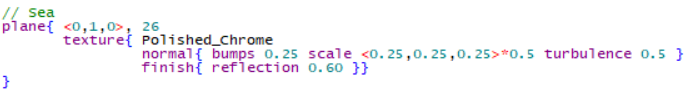 // Sea
plane{ <0,1,0>, 26
texture{ Polished_Chrome
normal{ bumps 0.25 scale <0.25,0.25,0.25>*0.5 turbulence 0.5 }
finish{ reflection 0.60 }}
}